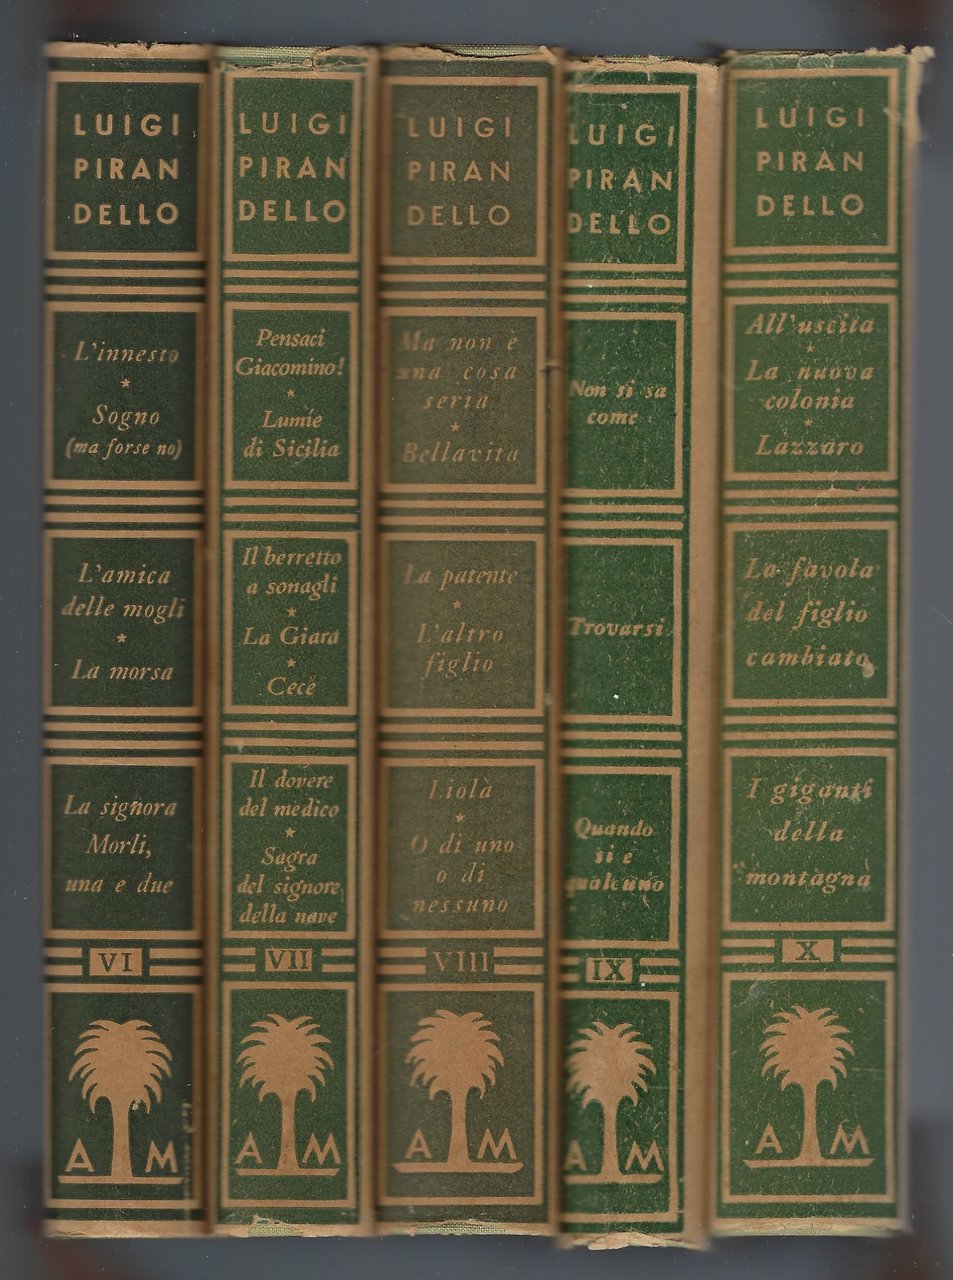 LUIGI
PIRAN
DELLO
L'innesto
★
Sogno
(ma forse no)
L'amica
delle mogli
★
La morsa
La signora
Morli,
una e due
VI
A M
LUIGI
PIRAN
DELLO
Pensaci
Giacomino!
★
Lumíe
di Sicilia
Il berretto
a sonagli
★
La Giara
★
Cecè
Il dovere
del medico
★
Sagra
del signore
della nave
VII
A M
LUIGI
PIRAN
DELLO
Ma non è
una cosa
seria
★
Bellavita
La patente
★
L'altro
figlio
Liolà
★
O di uno
o di
nessuno
VIII
A M
LUIGI
PIRAN
DELLO
Non si sa
come
Trovarsi
Quando
si è
qualcuno
IX
A M
LUIGI
PIRAN
DELLO
All'uscita
★
La nuova
colonia
★
Lazzaro
La favola
del figlio
cambiato
I giganti
della
montagna
X
A M